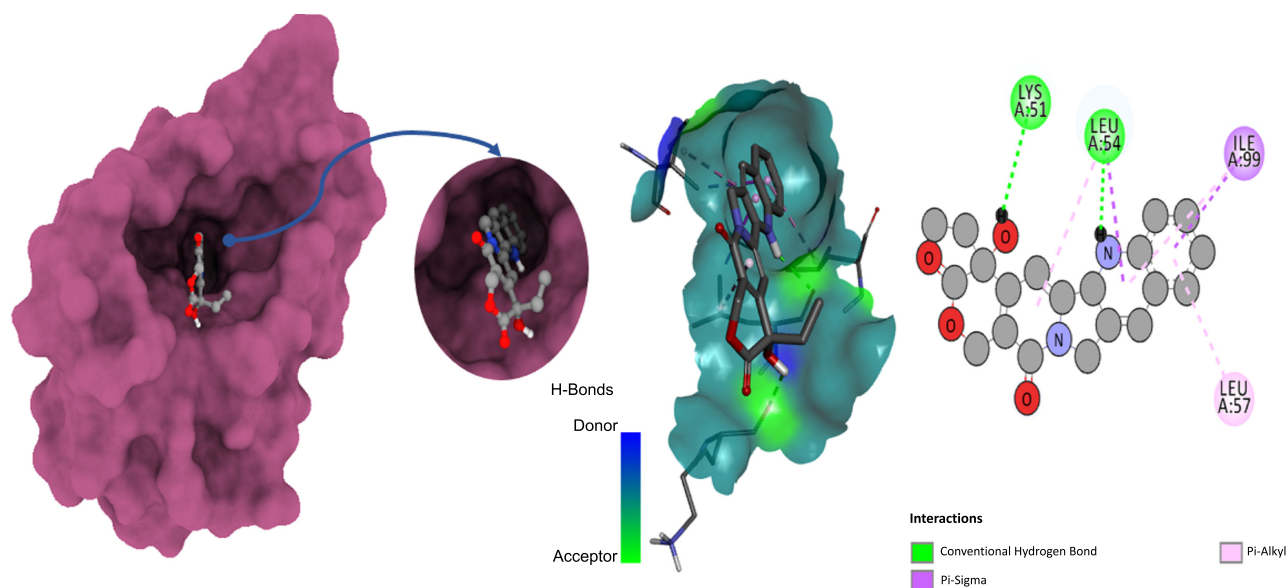 H-Bonds
Donor
Acceptor
LYS
A:51
LEU
A:54
ILE
A:99
H
O
H
O
N
O
N
O
LEU
A:57
Interactions
Conventional Hydrogen Bond
Pi-Alkyl
Pi-Sigma